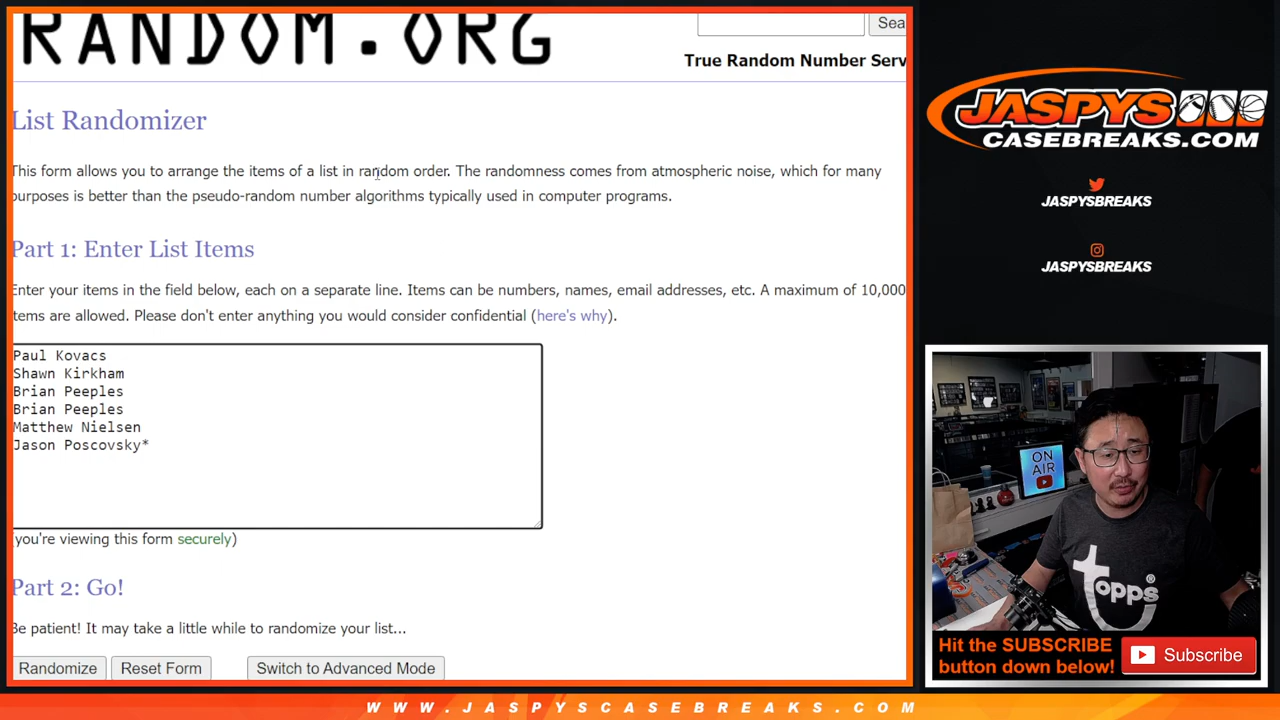 RANDOM.ORG
Sea
True Random Number Serv
List Randomizer
This form allows you to arrange the items of a list in random order. The randomness comes from atmospheric noise, which for many
purposes is better than the pseudo-random number algorithms typically used in computer programs.
Part 1: Enter List Items
Enter your items in the field below, each on a separate line. Items can be numbers, names, email addresses, etc. A maximum of 10,000
items are allowed. Please don't enter anything you would consider confidential (here's why).
Paul Kovacs
Shawn Kirkham
Brian Peeples
Brian Peeples
Matthew Nielsen
Jason Poscovsky*
you're viewing this form securely)
Part 2: Go!
Be patient! It may take a little while to randomize your list...
Randomize
Reset Form
Switch to Advanced Mode
JASPYS
CASEBREAKS.COM
JASPYSBREAKS
JASPYSBREAKS
ON
AIR
topps®
Hit the SUBSCRIBE
button down below!
Subscribe
WWW.JASPYSCASEBREAKS.COM